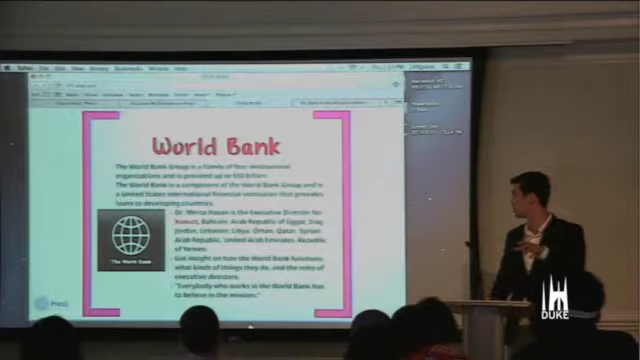 World Bank
The World Bank Group is a family of four institutional
organizations and is provided up to $50 billion.
The World Bank is a component of the World Bank Group and is
a United States international financial institution that provides
loans to developing countries.
The World Bank
- Dr. Merza Hasan is the Executive Director for
Kuwait, Bahrain, Arab Republic of Egypt, Iraq,
Jordan, Lebanon, Libya, Oman, Qatar, Syrian
Arab Republic, United Arab Emirates, Republic
of Yemen.
- Got insight on how the World Bank functions,
what kinds of things they do, and the roles of
executive directors.
- "Everybody who works in the World Bank has
to believe in the mission."
Prezi
DUKE